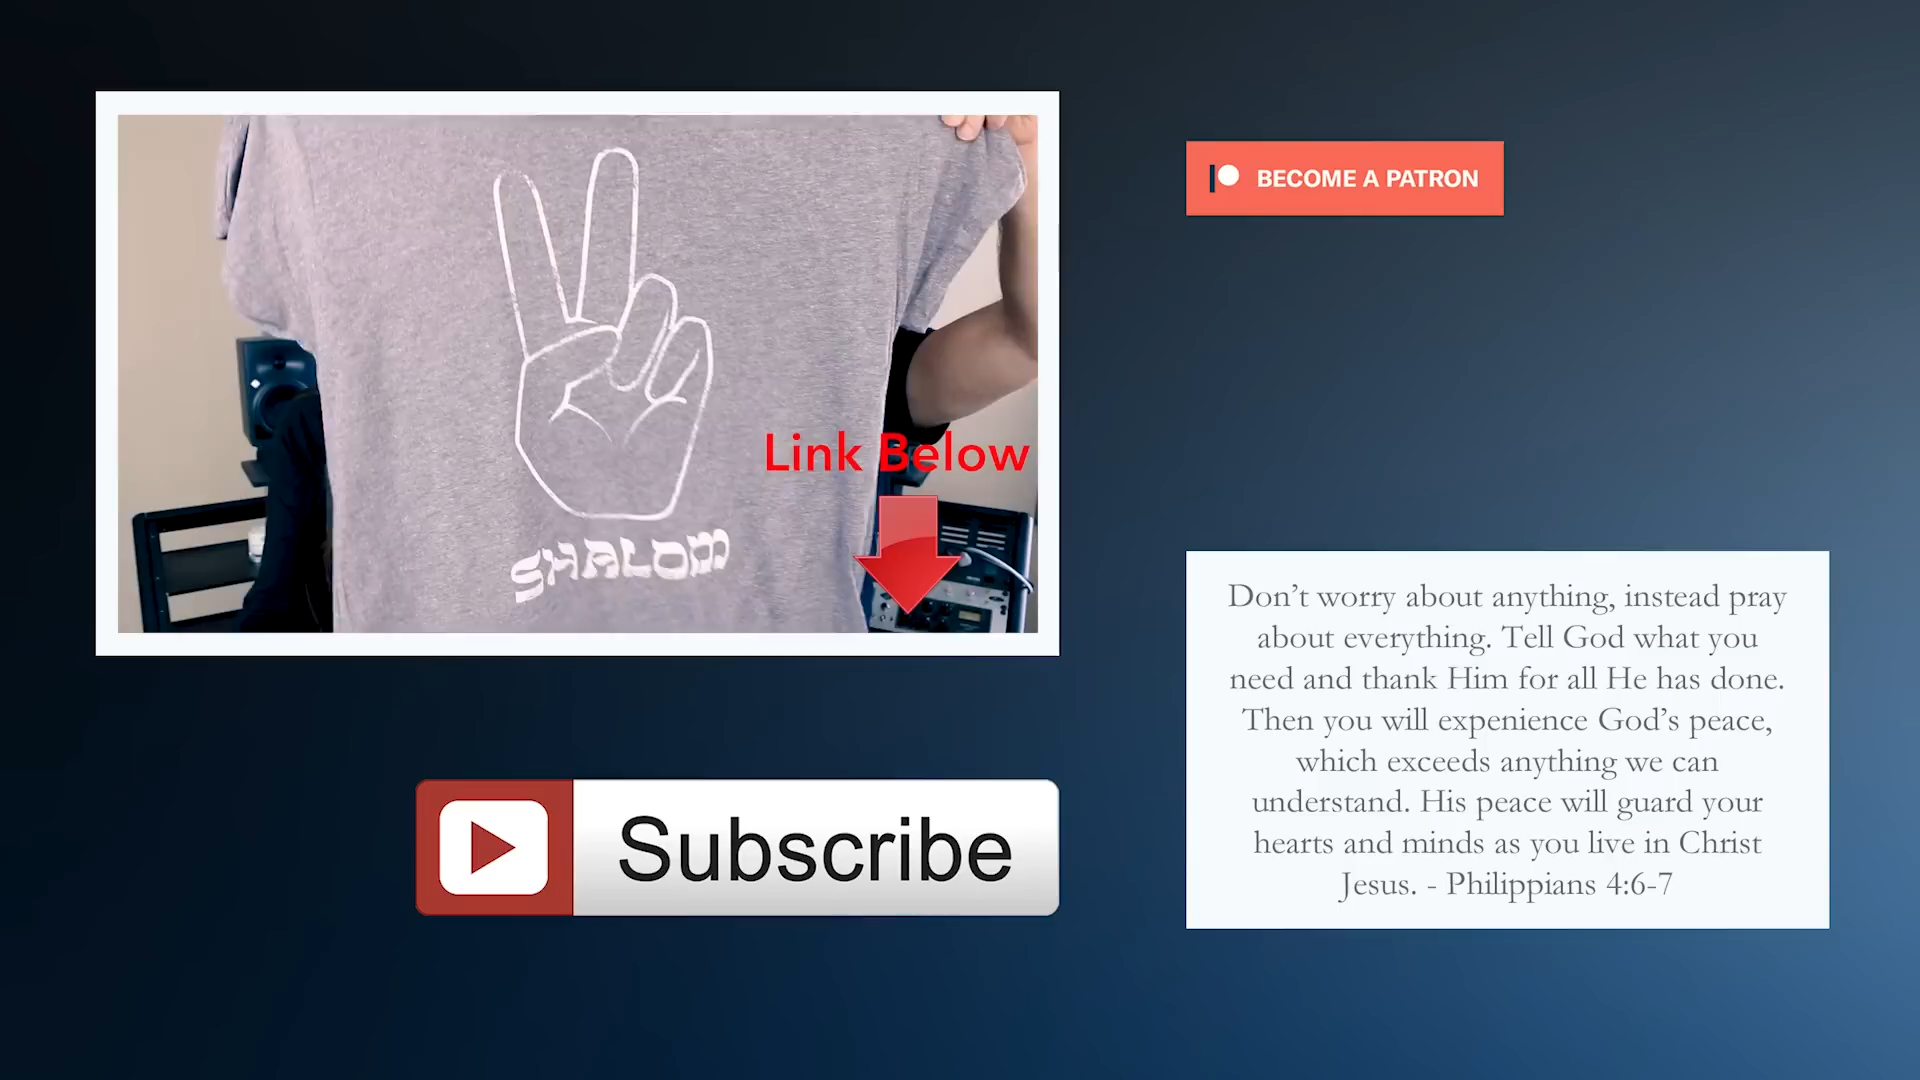 SHALOM
Link Below
BECOME A PATRON
Subscribe
Don't worry about anything, instead pray
about everything. Tell God what you
need and thank Him for all He has done.
Then you will expenience God's peace,
which exceeds anything we can
understand. His peace will guard your
hearts and minds as you live in Christ
Jesus. - Philippians 4:6-7